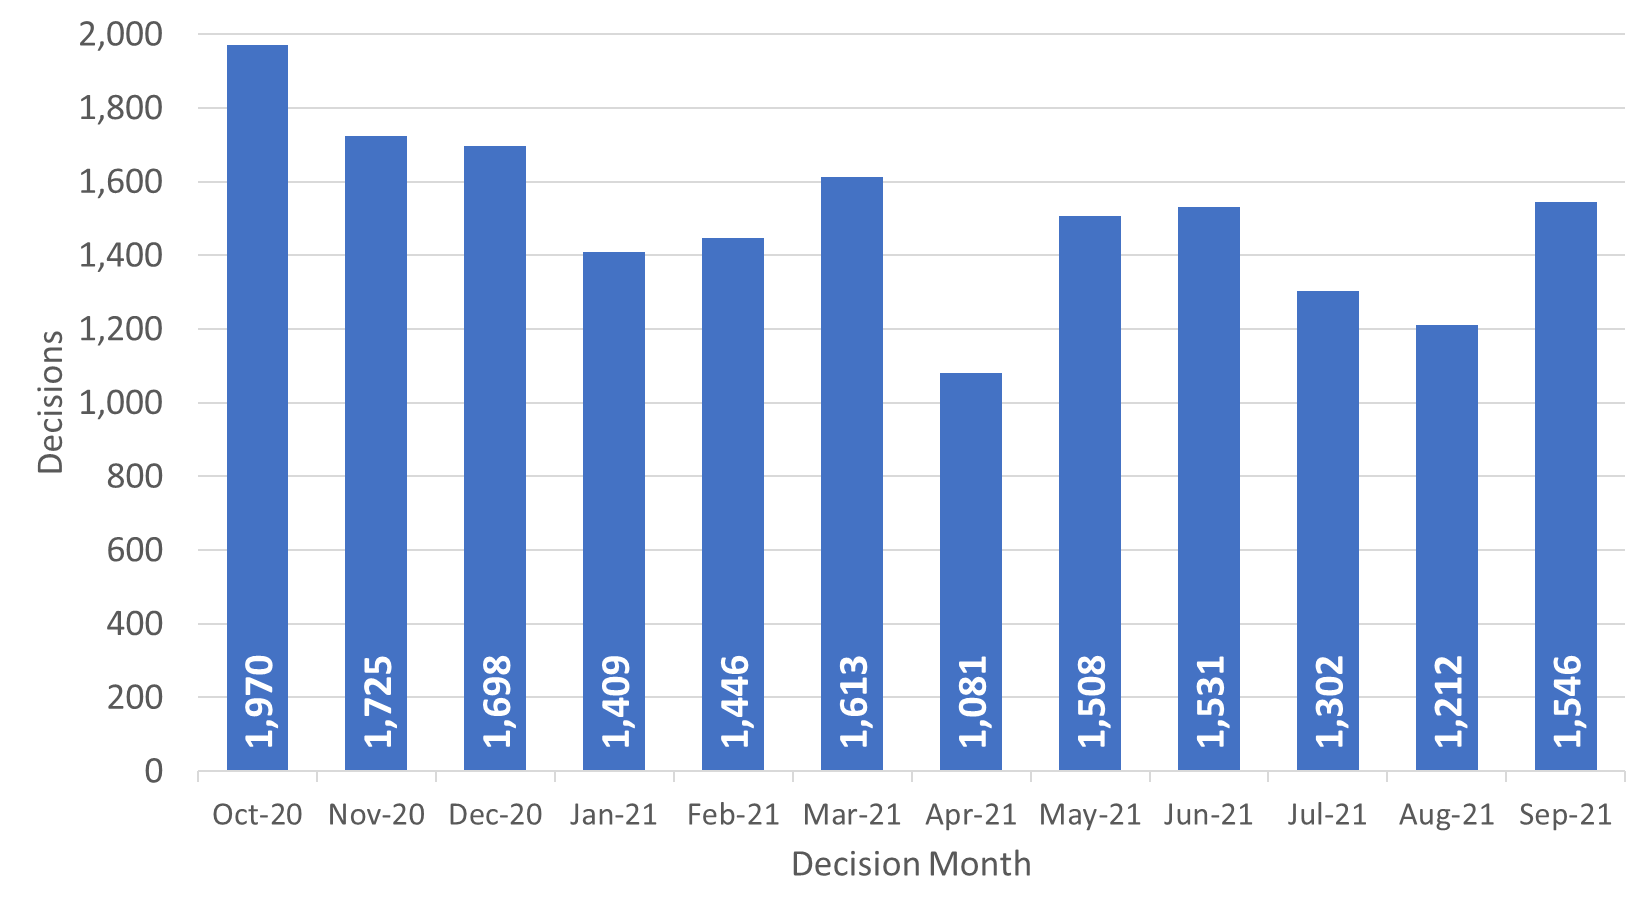 2,000
1,800
1,600
1,400
1,200
1,000
800
600
400
200
0
Decisions
1,970
1,725
1,698
1,409
1,446
1,613
1,081
1,508
1,531
1,302
1,212
1,546
Oct-20
Nov-20
Dec-20
Jan-21
Feb-21
Mar-21
Apr-21
May-21
Jun-21
Jul-21
Aug-21
Sep-21
Decision Month